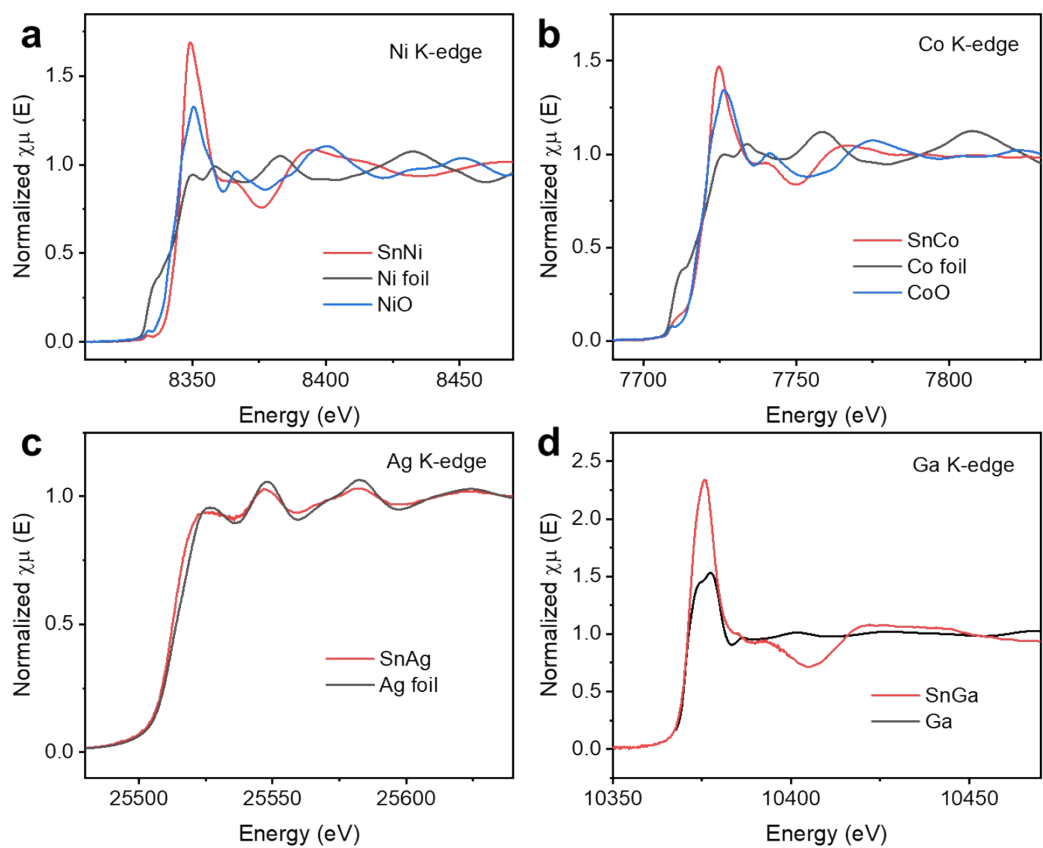 a
Ni K-edge
Normalized χμ (E)
1.5
1.0
0.5
0.0
SnNi
Ni foil
NiO
8350 8400 8450
Energy (eV)
b
Co K-edge
Normalized χμ (E)
1.5
1.0
0.5
0.0
SnCo
Co foil
CoO
7700 7750 7800
Energy (eV)
c
Ag K-edge
Normalized χμ (E)
1.0
0.5
0.0
SnAg
Ag foil
25500 25550 25600
Energy (eV)
d
Ga K-edge
Normalized χμ (E)
2.5
2.0
1.5
1.0
0.5
0.0
SnGa
Ga
10350 10400 10450
Energy (eV)